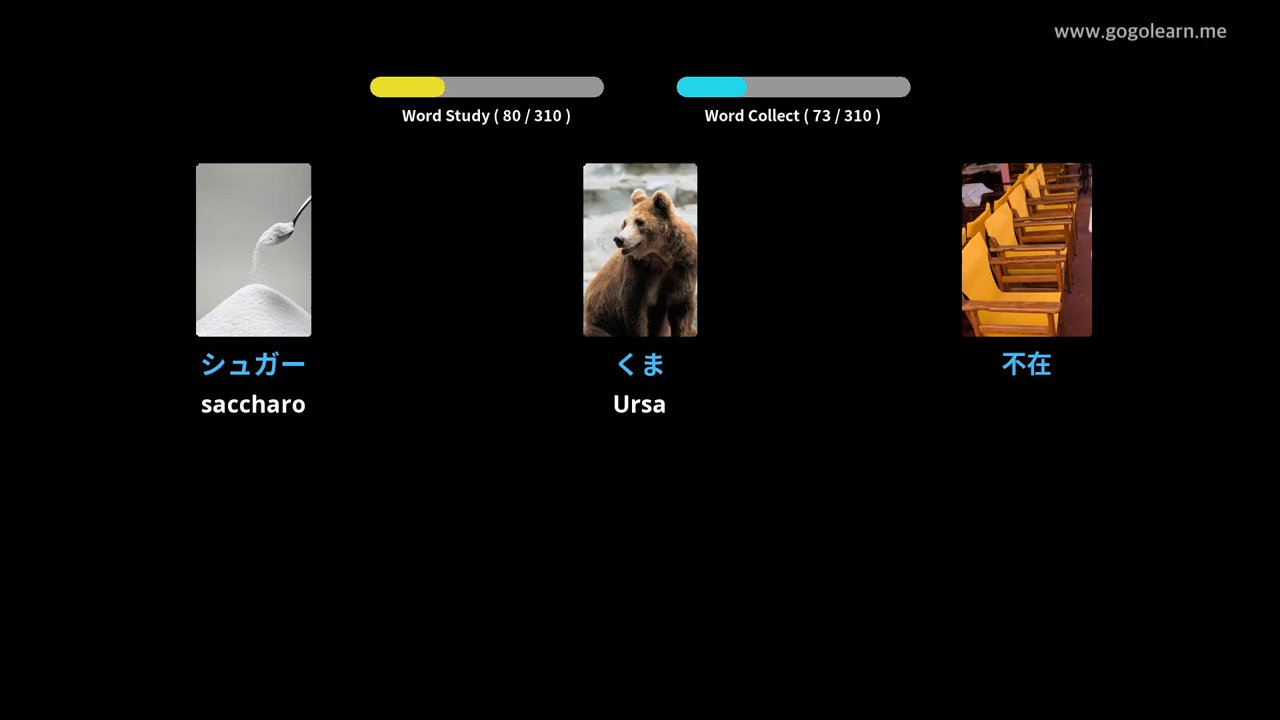 www.gogolearn.me
Word Study ( 80 / 310 )
Word Collect ( 73 / 310 )
シュガー
くま
不在
saccharo
Ursa